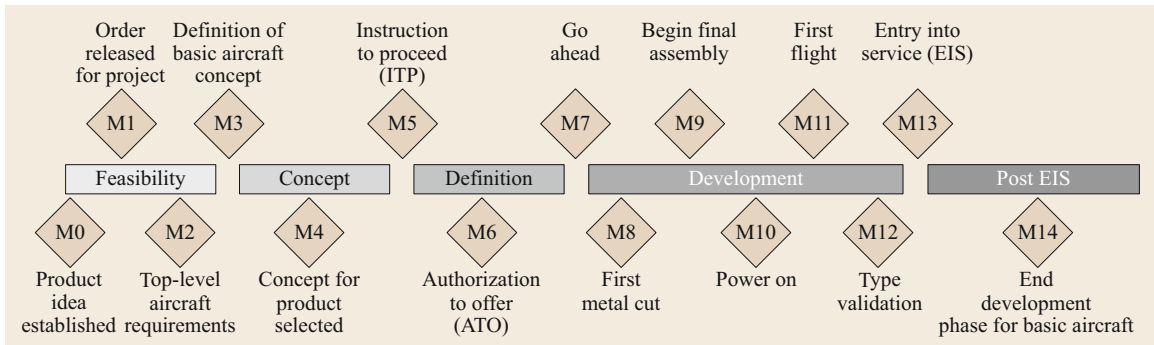 Order
released
for project
Definition of
basic aircraft
concept
Instruction
to proceed
(ITP)
Go
ahead
Begin final
assembly
First
flight
Entry into
service (EIS)
M1
M3
M5
M7
M9
M11
M13
Feasibility
Concept
Definition
Development
Post EIS
M0
M2
M4
M6
M8
M10
M12
M14
Product
idea
established
Top-level
aircraft
requirements
Concept for
product
selected
Authorization
to offer
(ATO)
First
metal cut
Power on
Type
validation
End
development
phase for basic aircraft